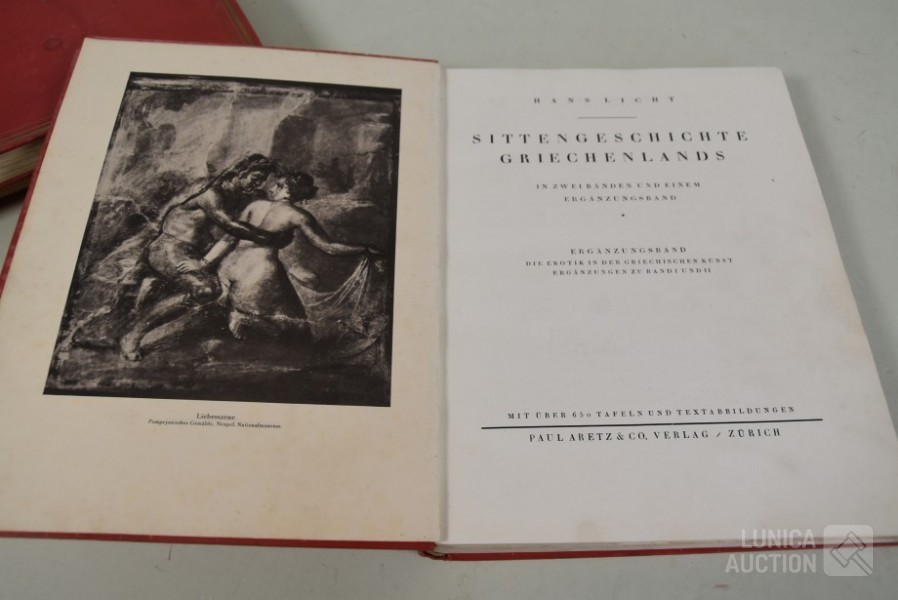 Liebesszene
Pompejanisches Gemälde. Neapel, Nationalmuseum
HANS LICHT
SITTENGESCHICHTE
GRIECHENLANDS
IN ZWEI BÄNDEN UND EINEM
ERGÄNZUNGSBAND
ERGÄNZUNGSBAND
DIE EROTIK IN DER GRIECHISCHEN KUNST
ERGÄNZUNGEN ZU BAND I UND II
MIT ÜBER 650 TAFELN UND TEXTABBILDUNGEN
PAUL ARETZ & CO. VERLAG / ZÜRICH
LUNICA
AUCTION